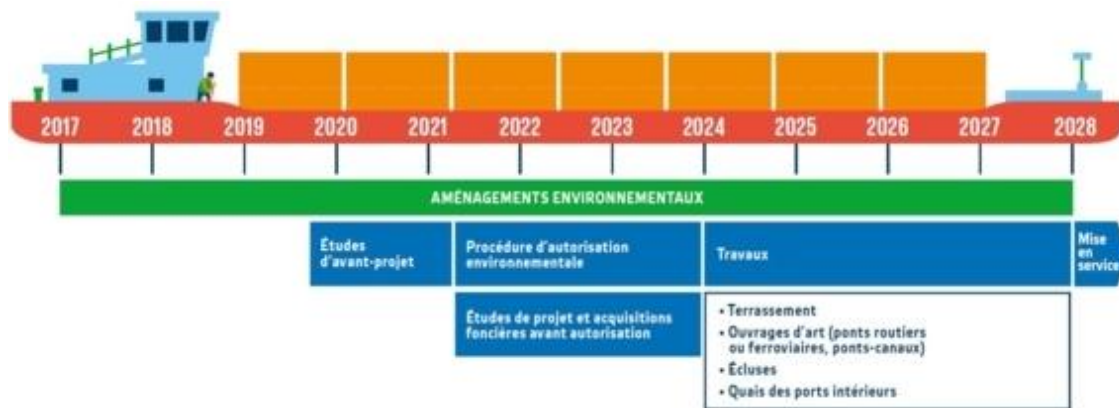 2017 2018 2019 2020 2021 2022 2023 2024 2025 2026 2027 2028
AMÉNAGEMENTS ENVIRONNEMENTAUX
Études
d'avant-projet
Procédure d'autorisation
environnementale
Travaux
Mise
en
service
Études de projet et acquisitions
foncières avant autorisation
• Terrassement
• Ouvrages d'art (ponts routiers
ou ferroviaires, ponts-canaux)
• Écluses
• Quais des ports intérieurs